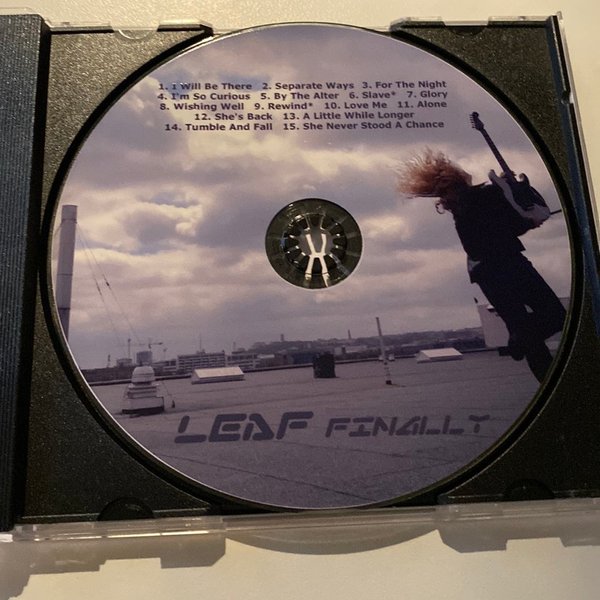 1. I Will Be There 2. Separate Ways 3. For The Night
4. I'm So Curious 5. By The Alter 6. Slave* 7. Glory
8. Wishing Well 9. Rewind* 10. Love Me 11. Alone
12. She's Back 13. A Little While Longer
14. Tumble And Fall 15. She Never Stood A Chance
LEAF FINALLY